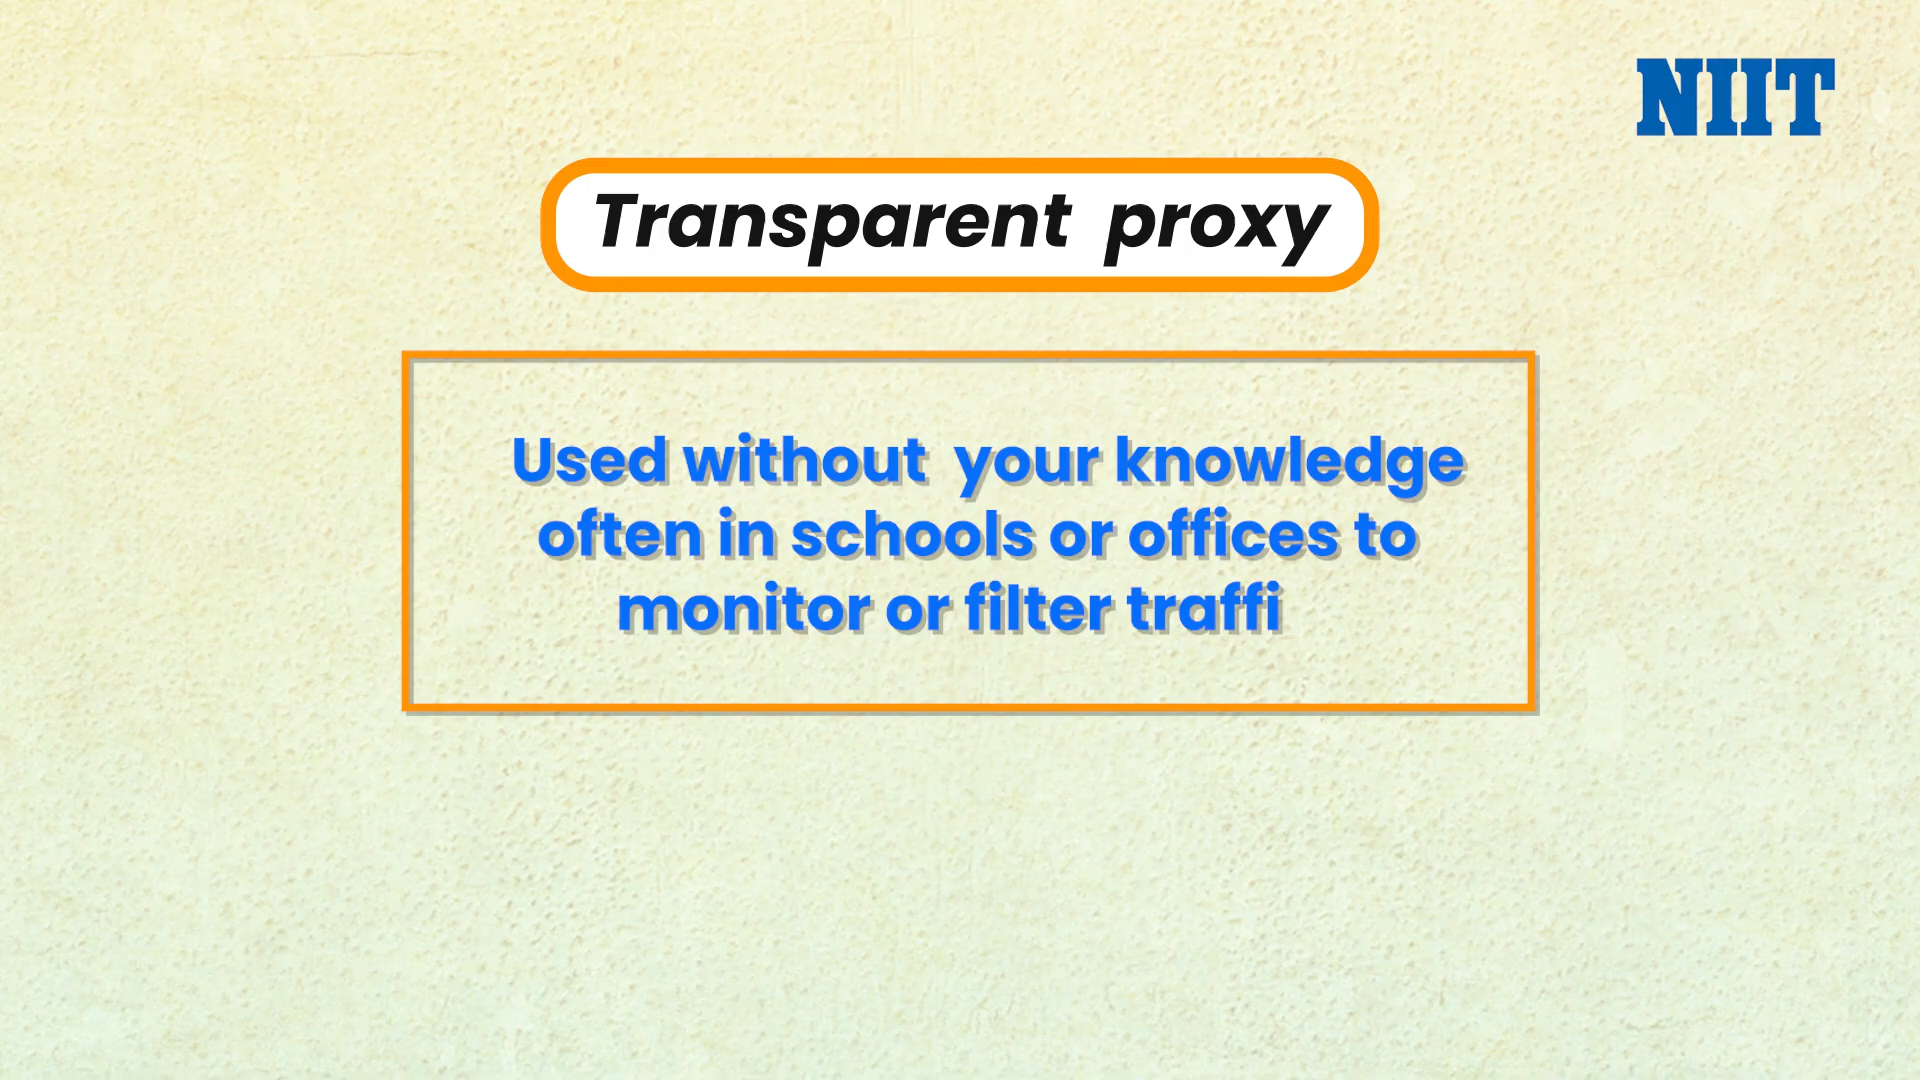 NIIT
Transparent proxy
Used without your knowledge
often in schools or offices to
monitor or filter traffi